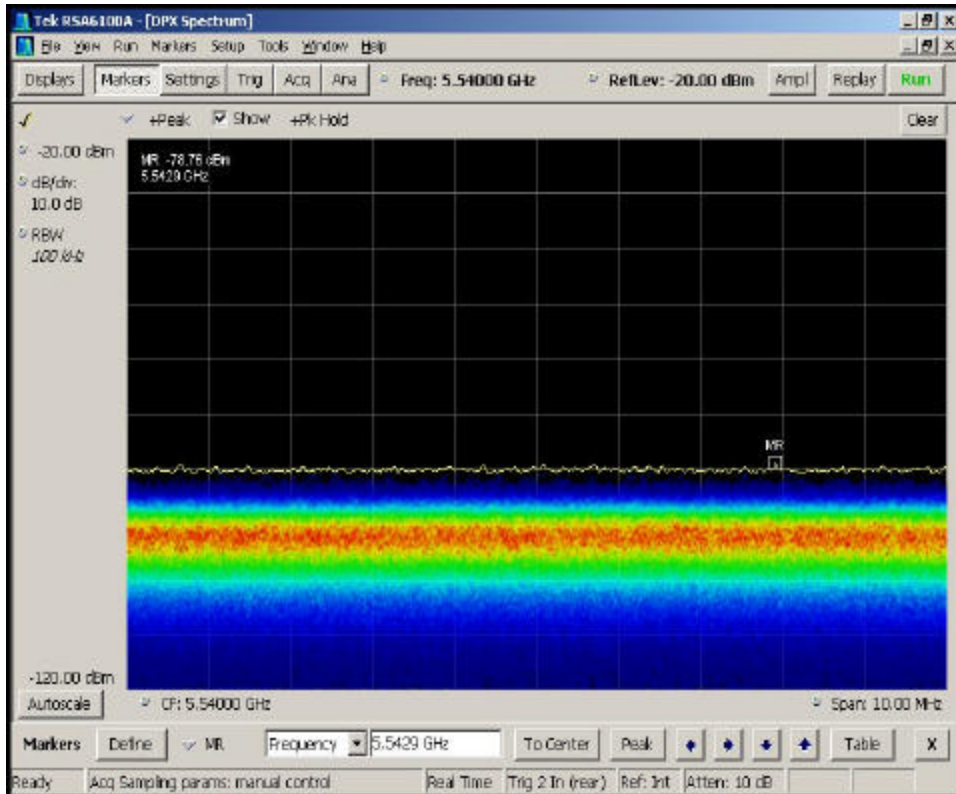 Tek RSA6100A - [DPX Spectrum]
File View Run Markers Setup Tools Window Help
Displays Markers Settings Trig Acq Ana Freq: 5.54000 GHz RefLev: -20.00 dBm Ampl Replay Run
+Peak Show +Pk Hold Clear
-20.00 dBm
dB/div:
10.0 dB
RBW
100 kHz
MR -78.76 dBm
5.5429 GHz
MR
-120.00 dBm
Autoscale CF: 5.54000 GHz Span: 10.00 MHz
Markers Define MR Frequency 5.5429 GHz To Center Peak Table X
Ready Acq Sampling params: manual control Real Time Trig 2 In (rear) Ref: Int Atten: 10 dB